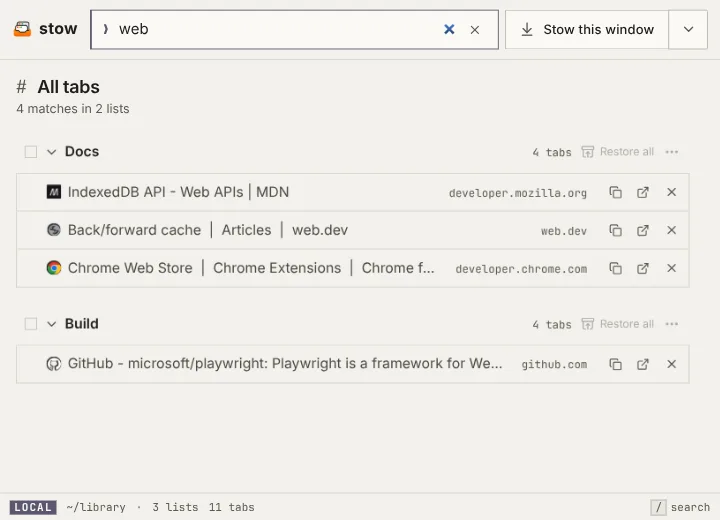 stow
❫ web
Stow this window
# All tabs
4 matches in 2 lists
Docs 4 tabs Restore all
IndexedDB API - Web APIs | MDN developer.mozilla.org
Back/forward cache | Articles | web.dev web.dev
Chrome Web Store | Chrome Extensions | Chrome f... developer.chrome.com
Build 4 tabs Restore all
GitHub - microsoft/playwright: Playwright is a framework for We... github.com
LOCAL ~/library · 3 lists 11 tabs / search